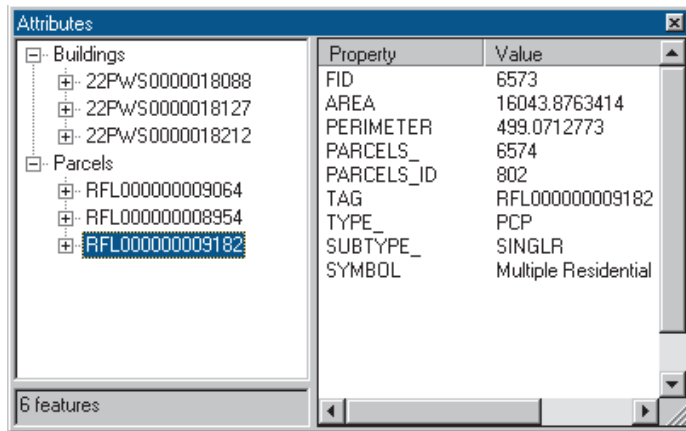 Attributes
Buildings
22PWS0000018088
22PWS0000018127
22PWS0000018212
Parcels
RFL000000009064
RFL000000008954
RFL000000009182
6 features
Property Value
FID 6573
AREA 16043.8763414
PERIMETER 499.0712773
PARCELS_ 6574
PARCELS_ID 802
TAG RFL000000009182
TYPE_ PCP
SUBTYPE_ SINGLR
SYMBOL Multiple Residential